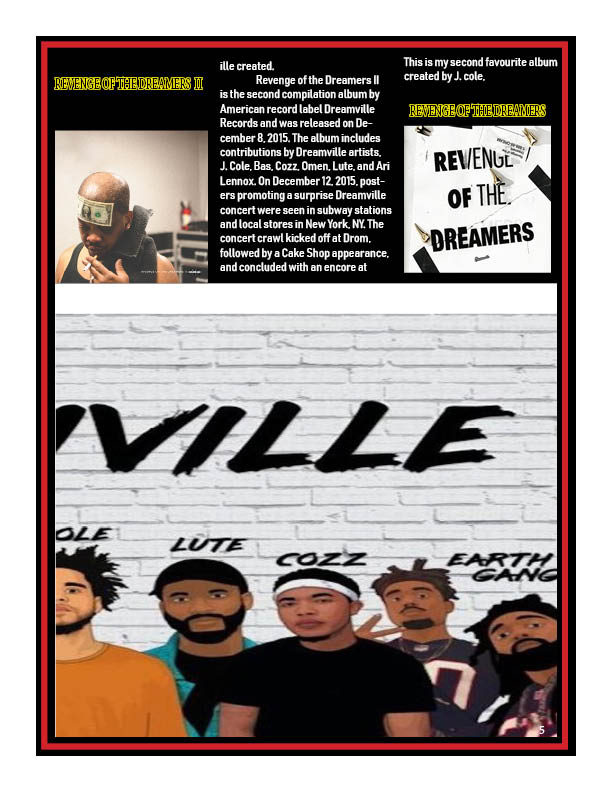 REVENGE OF THE DREAMERS II
ille created.
Revenge of the Dreamers II
is the second compilation album by
American record label Dreamville
Records and was released on De-
cember 8, 2015. The album includes
contributions by Dreamville artists,
J. Cole, Bas, Cozz, Omen, Lute, and Ari
Lennox. On December 12, 2015, post-
ers promoting a surprise Dreamville
concert were seen in subway stations
and local stores in New York, NY. The
concert crawl kicked off at Drom,
followed by a Cake Shop appearance,
and concluded with an encore at
This is my second favourite album
created by J. cole,
REVENGE OF THE DREAMERS
REVENGE
OF THE
DREAMERS
VILLE
OLE
LUTE
COZZ
EARTH
GANG
5